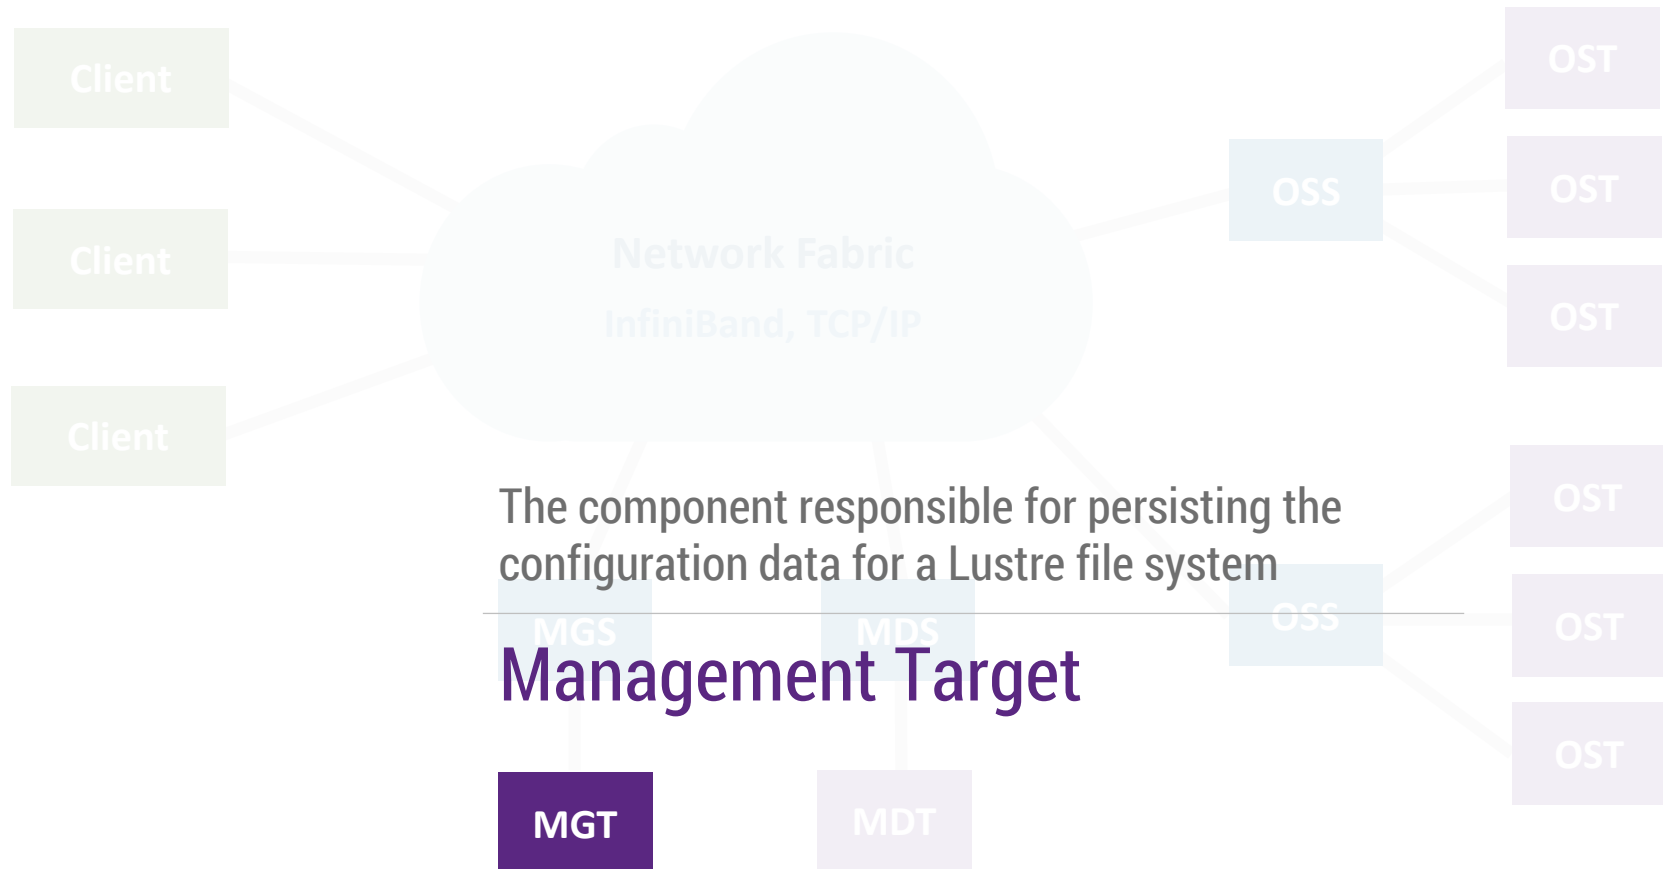 Client
Client
Client
Network Fabric
InfiniBand, TCP/IP
OSS
OST
OST
OST
The component responsible for persisting the
configuration data for a Lustre file system
MGS
MDS
OSS
OST
OST
OST
Management Target
MGT
MDT